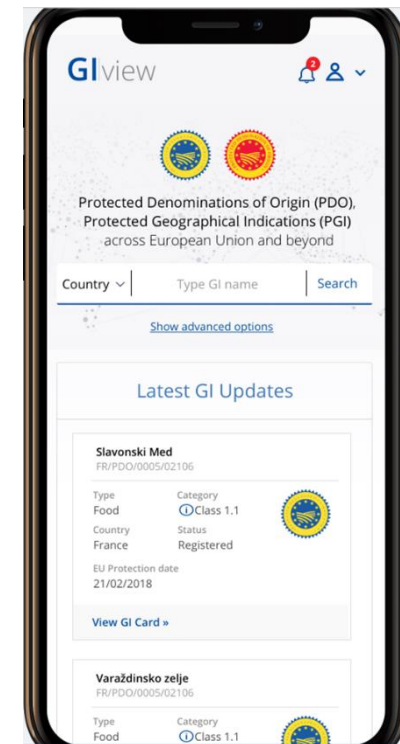 GIview
2
Protected Denominations of Origin (PDO),
Protected Geographical Indications (PGI)
across European Union and beyond
Country Type GI name Search
Show advanced options
Latest GI Updates
Slavonski Med
FR/PDO/0005/02106
Type Category
Food Class 1.1
Country Status
France Registered
EU Protection date
21/02/2018
View GI Card »
Varaždinsko zelje
FR/PDO/0005/02106
Type Category
Food Class 1.1